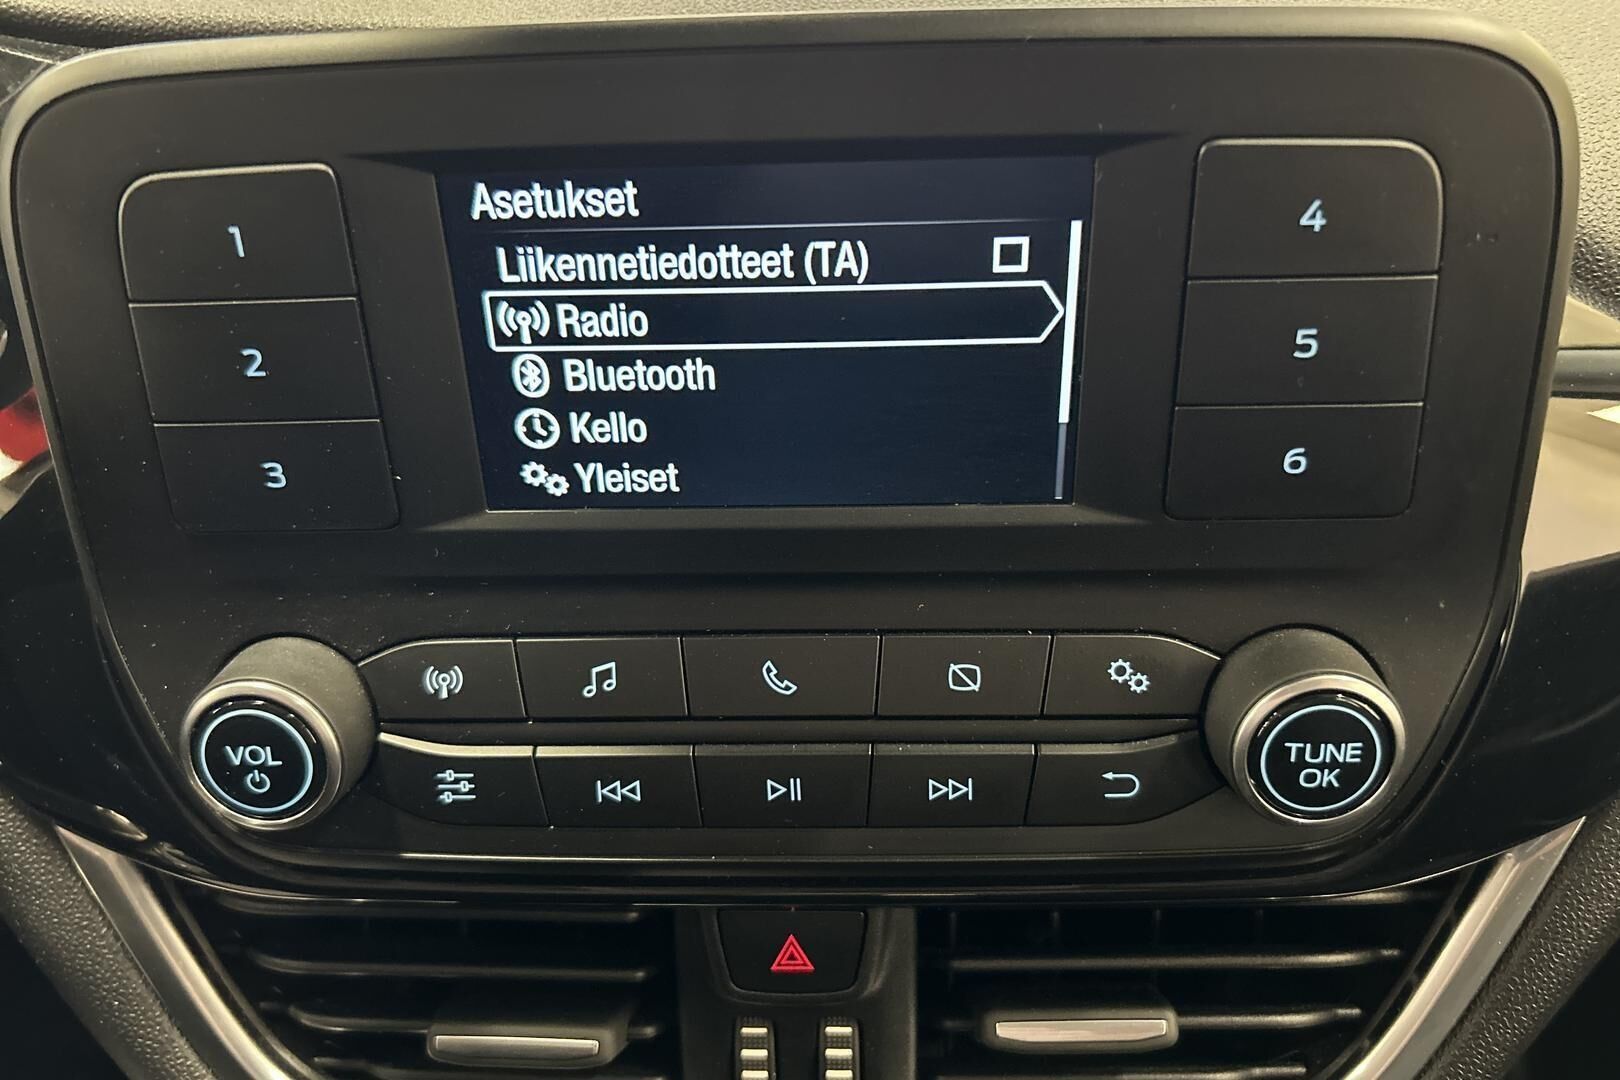 Asetukset
Liikennetiedotteet (TA)
Radio
Bluetooth
Kello
Yleiset
1
2
3
4
5
6
VOL
TUNE
OK